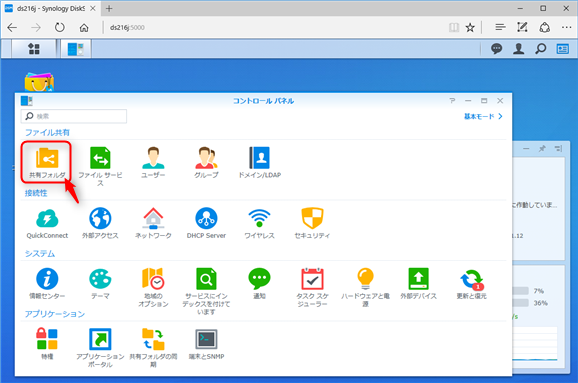 ds216j - Synology DiskS
ds216j:5000
コントロール パネル
検索
基本モード
ファイル共有
共有フォルダ
ファイル サービス
ユーザー
グループ
ドメイン/LDAP
接続性
QuickConnect
外部アクセス
ネットワーク
DHCP Server
ワイヤレス
セキュリティ
システム
情報センター
テーマ
地域のオプション
サービスにインデックスを付けています
通知
タスク スケジューラー
ハードウェアと電源
外部デバイス
1
更新と復元
アプリケーション
特権
アプリケーション ポータル
共有フォルダの同期
端末とSNMP
に作動していま...
1.12
7%
36%
/s